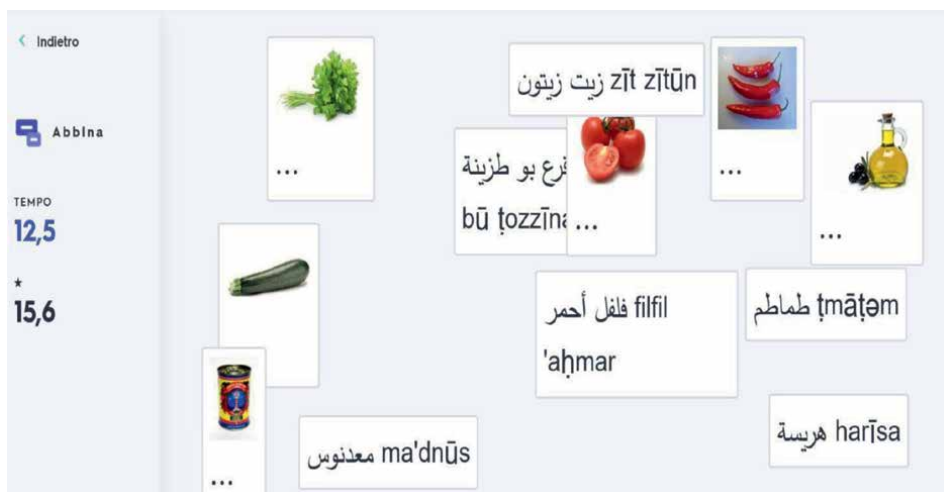 Indietro
Abbina
TEMPO
12,5
15,6
...
زيت زيتون zīt zītūn
...
قرع بو طزينة
bū ṭozzīna
...
...
فلفل أحمر filfil
'aḥmar
طماطم ṭmāṭəm
هريسة harīsa
معدنوس ma'dnūs
...